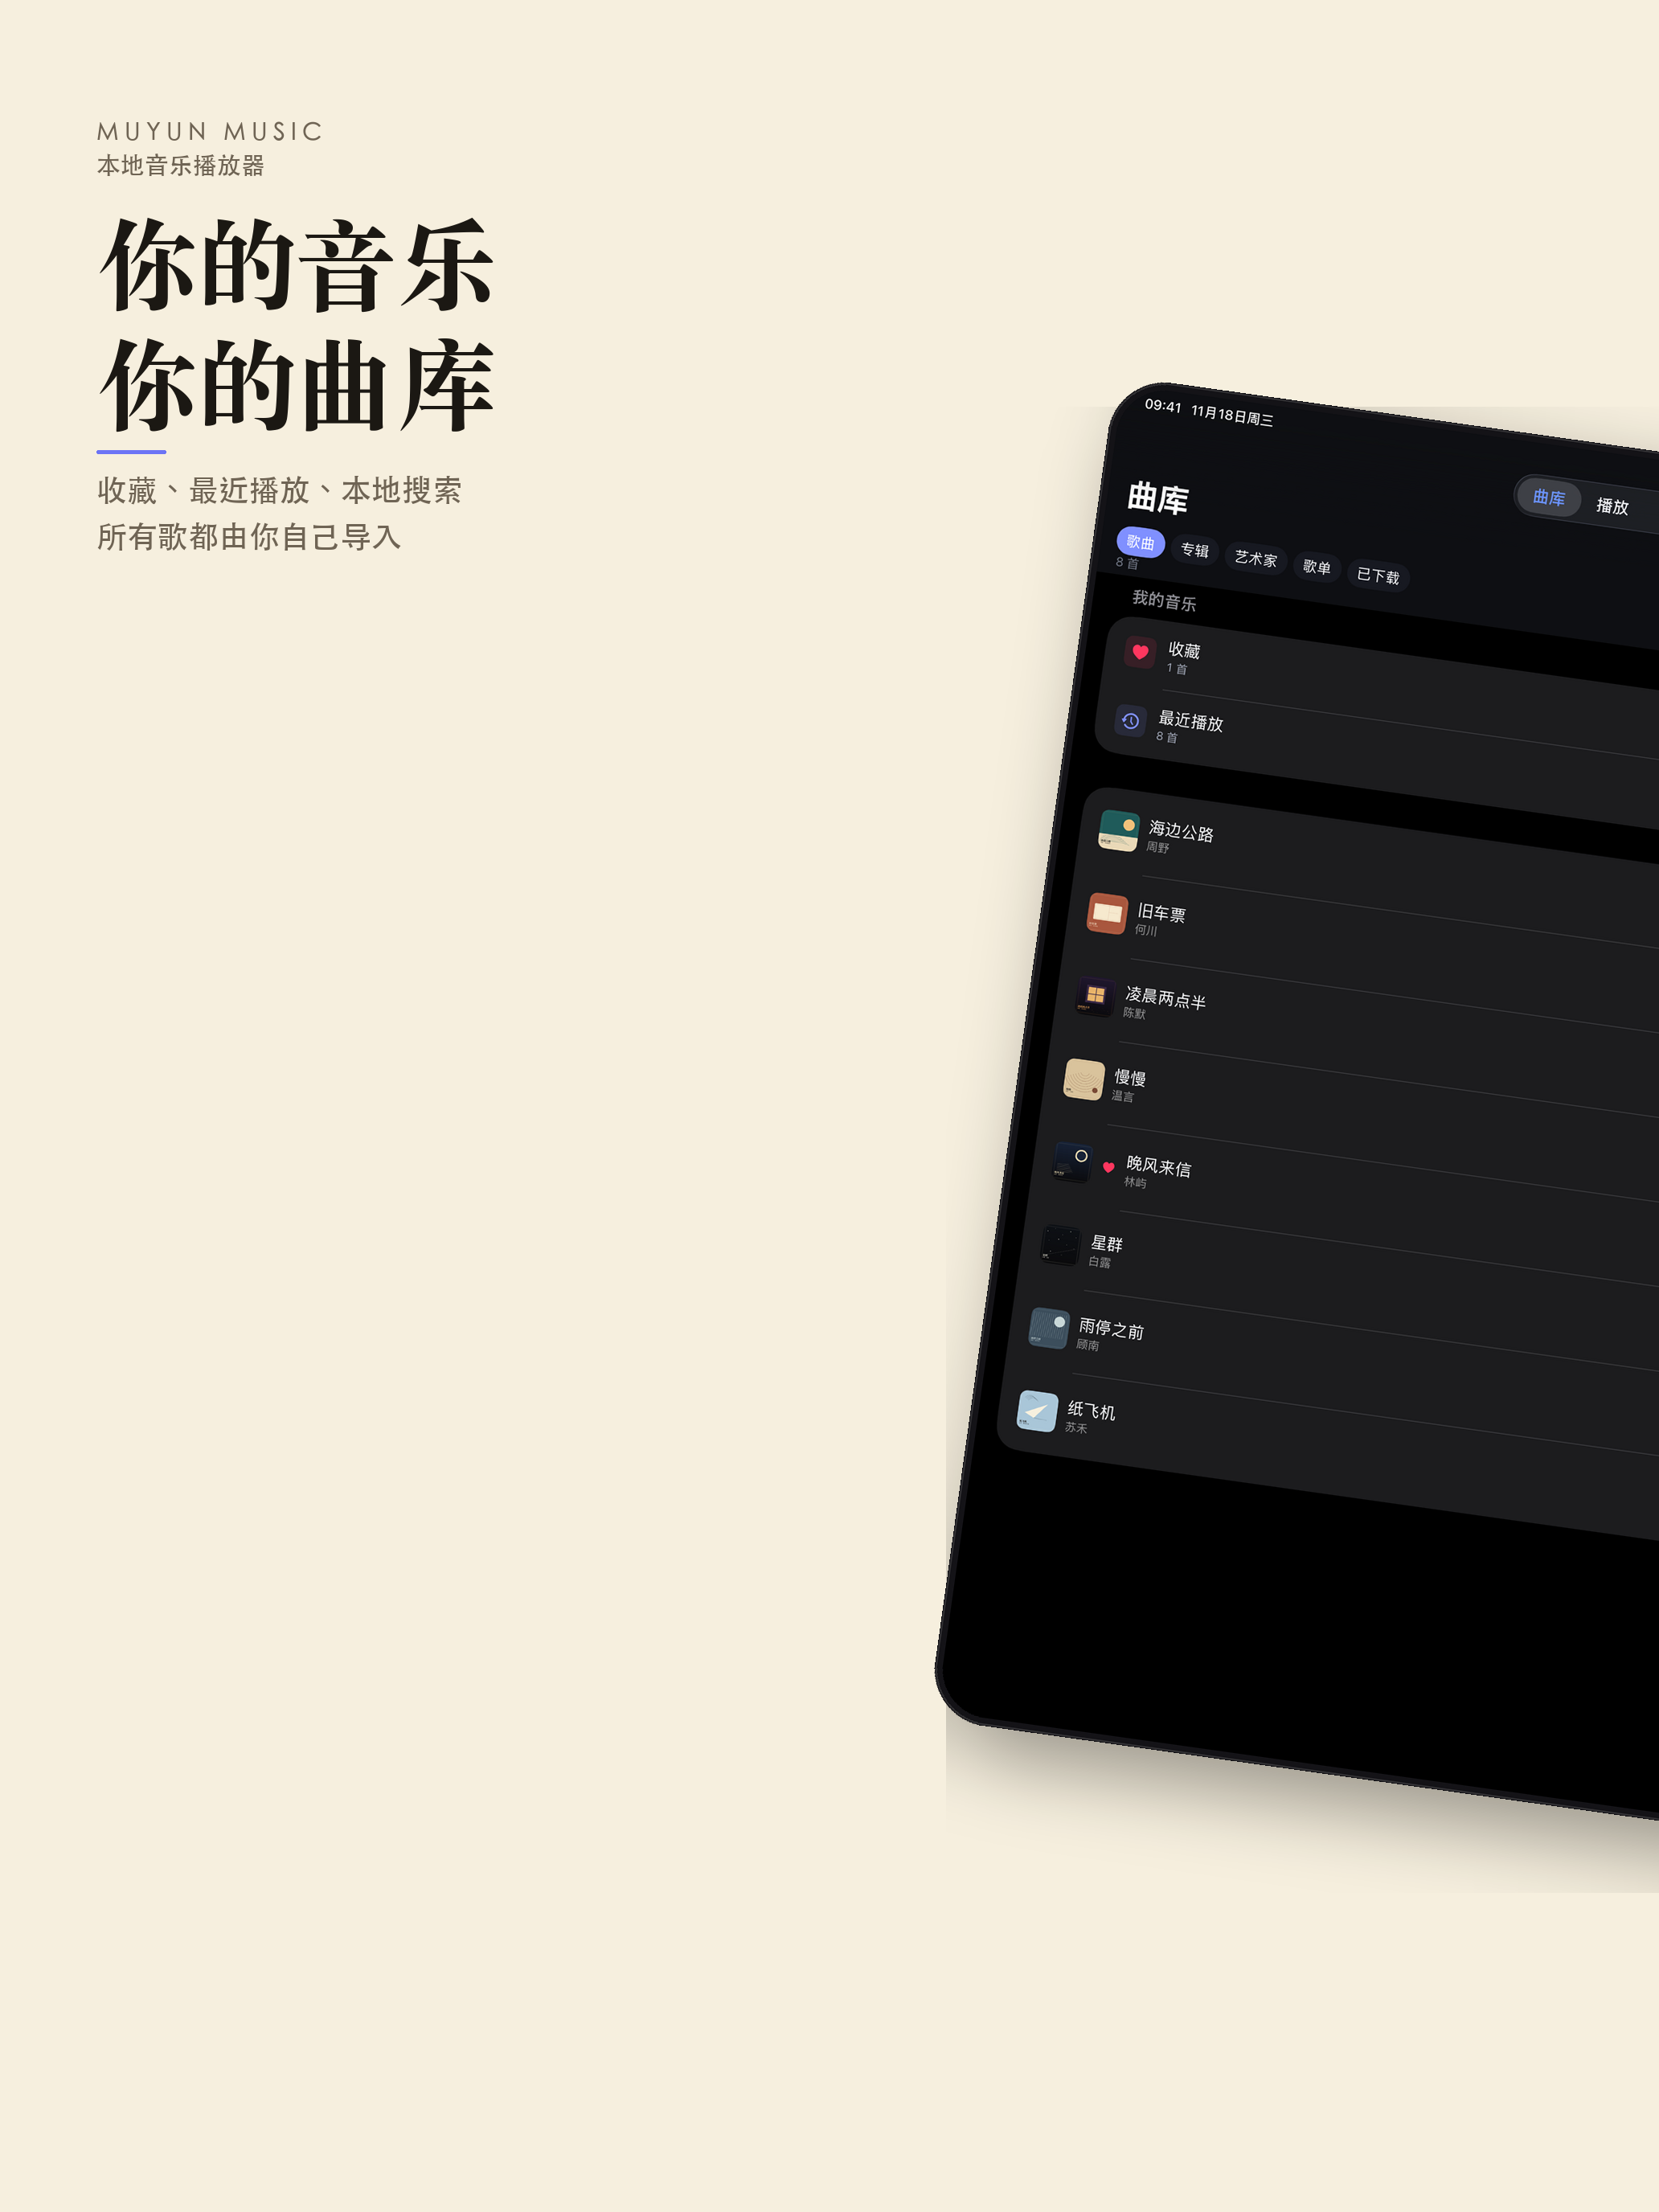 MUYUN MUSIC
本地音乐播放器
你的音乐
你的曲库
收藏、最近播放、本地搜索
所有歌都由你自己导入
09:41 11月18日周三
曲库
曲库 播放
歌曲 专辑 艺术家 歌单 已下载
8 首
我的音乐
收藏
1 首
最近播放
8 首
海边公路
周野
旧车票
何川
凌晨两点半
陈默
慢慢
温言
晚风来信
林屿
星群
白露
雨停之前
顾南
纸飞机
苏禾